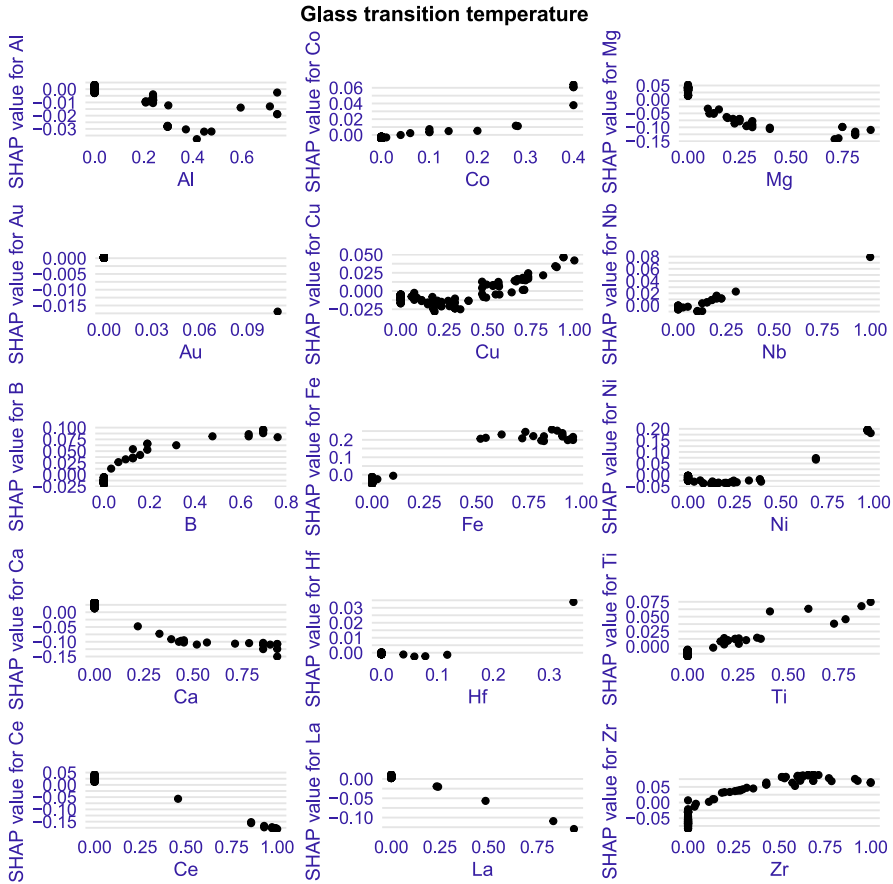 Glass transition temperature
SHAP value for Al
0.00
−0.01
−0.02
−0.03
0.0 0.2 0.4 0.6
Al
SHAP value for Co
0.06
0.04
0.02
0.00
0.0 0.1 0.2 0.3 0.4
Co
SHAP value for Mg
0.05
0.00
−0.05
−0.10
−0.15
0.00 0.25 0.50 0.75
Mg
SHAP value for Au
0.000
−0.005
−0.010
−0.015
0.00 0.03 0.06 0.09
Au
SHAP value for Cu
0.050
0.025
0.000
−0.025
0.00 0.25 0.50 0.75 1.00
Cu
SHAP value for Nb
0.08
0.06
0.04
0.02
0.00
0.00 0.25 0.50 0.75 1.00
Nb
SHAP value for B
0.100
0.075
0.050
0.025
0.000
−0.025
0.0 0.2 0.4 0.6 0.8
B
SHAP value for Fe
0.2
0.1
0.0
0.00 0.25 0.50 0.75 1.00
Fe
SHAP value for Ni
0.20
0.15
0.10
0.05
0.00
−0.05
0.00 0.25 0.50 0.75 1.00
Ni
SHAP value for Ca
0.00
−0.05
−0.10
−0.15
0.00 0.25 0.50 0.75
Ca
SHAP value for Hf
0.03
0.02
0.01
0.00
0.0 0.1 0.2 0.3
Hf
SHAP value for Ti
0.075
0.050
0.025
0.000
0.00 0.25 0.50 0.75
Ti
SHAP value for Ce
0.05
0.00
−0.05
−0.10
−0.15
0.00 0.25 0.50 0.75 1.00
Ce
SHAP value for La
0.00
−0.05
−0.10
0.00 0.25 0.50 0.75
La
SHAP value for Zr
0.05
0.00
−0.05
0.00 0.25 0.50 0.75 1.00
Zr